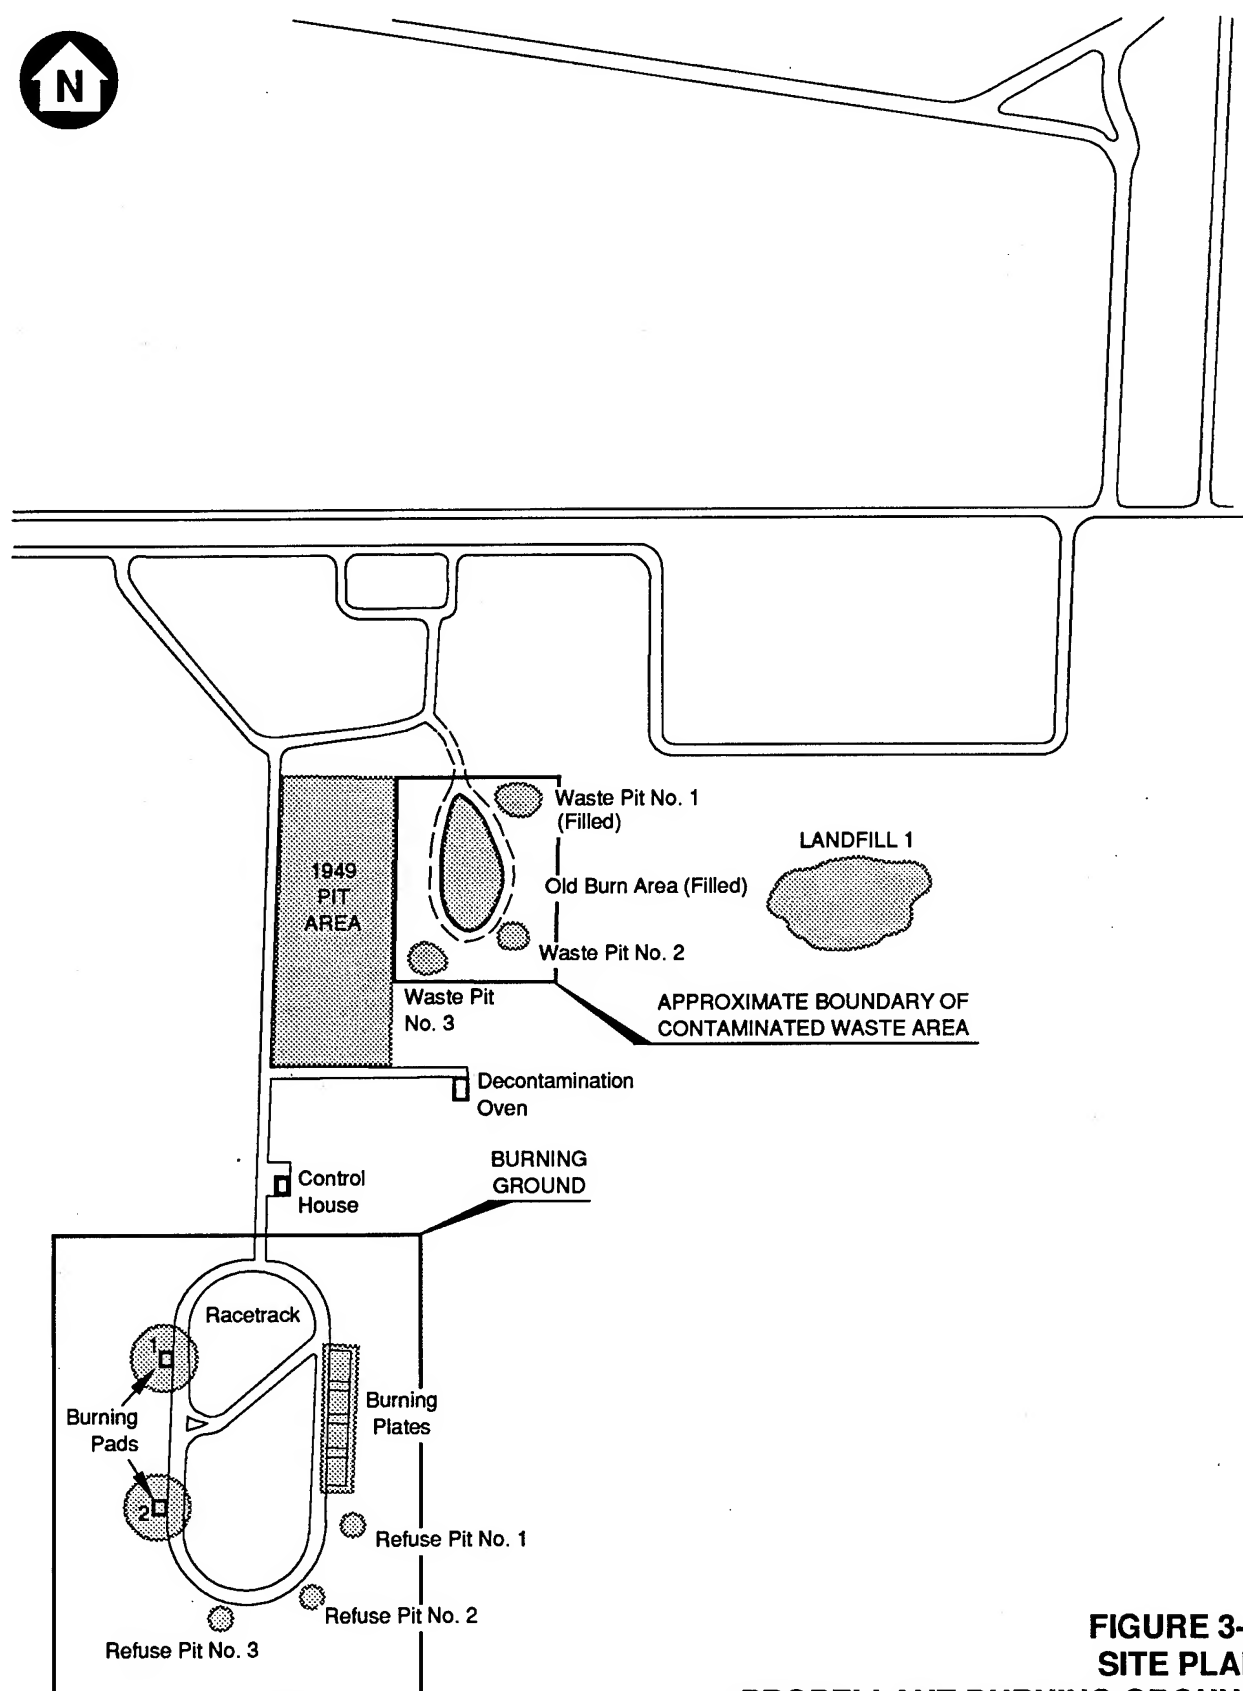 N
Waste Pit No. 1
(Filled)
1949
PIT
AREA
LANDFILL 1
Old Burn Area (Filled)
Waste Pit No. 2
Waste Pit
No. 3
APPROXIMATE BOUNDARY OF
CONTAMINATED WASTE AREA
Decontamination
Oven
Control
House
BURNING
GROUND
Racetrack
1
Burning
Pads
Burning
Plates
2
Refuse Pit No. 1
Refuse Pit No. 2
Refuse Pit No. 3
FIGURE 3-
SITE PLA